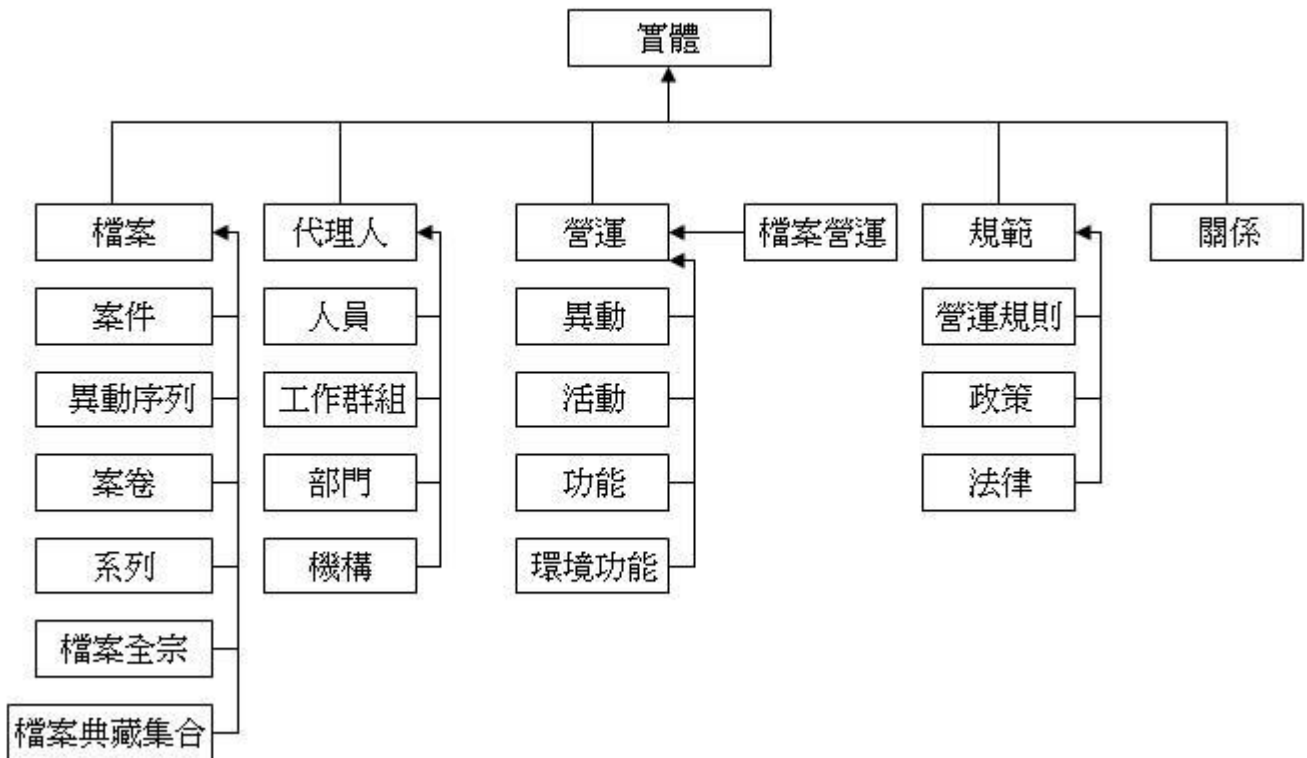 實體
檔案
代理人
營運
檔案營運
規範
關係
案件
人員
異動
營運規則
異動序列
工作群組
活動
政策
案卷
部門
功能
法律
系列
機構
環境功能
檔案全宗
檔案典藏集合